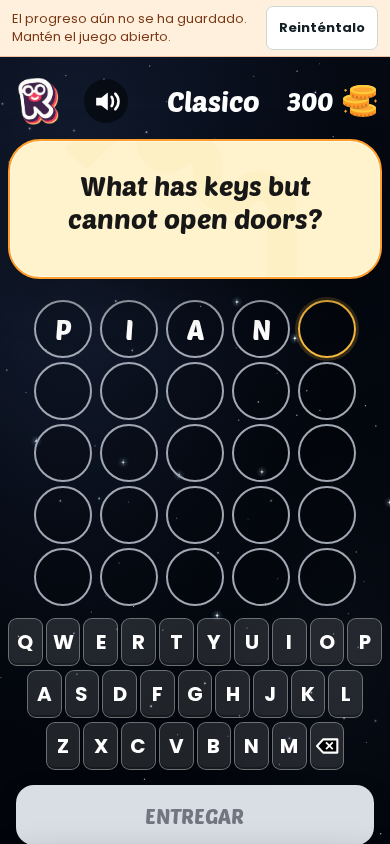 El progreso aún no se ha guardado.
Mantén el juego abierto.
Reinténtalo
Clasico
300
What has keys but
cannot open doors?
P I A N
Q W E R T Y U I O P
A S D F G H J K L
Z X C V B N M
ENTREGAR